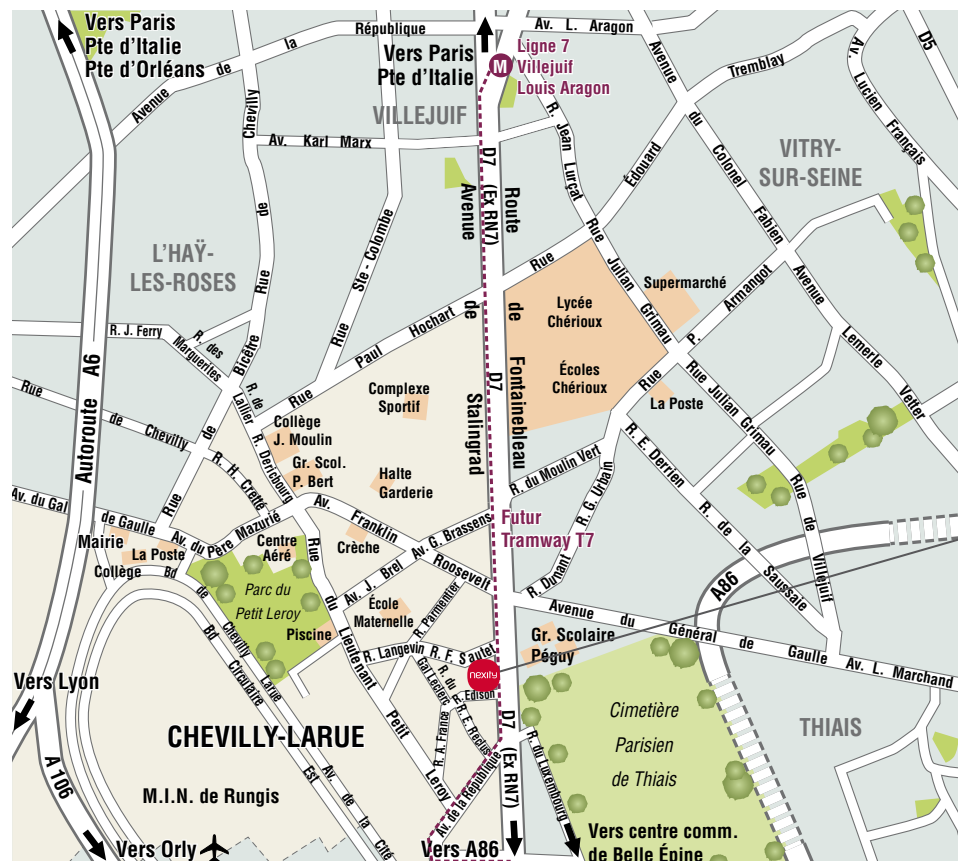 Vers Paris
Pte d'Italie
Pte d'Orléans
Avenue de la République
Vers Paris
Pte d'Italie
M
Ligne 7
Villejuif
Louis Aragon
Av. L. Aragon
D5
Tremblay
Av. Lucien Français
Rue de Chevilly
VILLEJUIF
Av. Karl Marx
R. Jean Lurçat
Avenue du Colonel Fabien
VITRY-
SUR-SEINE
D7
(Ex RN7)
Avenue de Stalingrad
Route de Fontainebleau
Rue Édouard
L'HAŸ-
LES-ROSES
Rue Ste - Colombe
Rue Julian Grimau
Supermarché
Rue P. Armangot
Avenue Lemerle Vetter
R. J. Ferry
R. des Marguerites
Rue de Bicêtre
Rue Paul Hochart
Lycée
Chérioux
Écoles
Chérioux
Autoroute A6
Rue de Chevilly
R. de Lallier
Complexe
Sportif
D7
La Poste
Rue Julian Grimau
Collège
J. Moulin
R. Dericbourg
R. H. Cretté
Gr. Scol.
P. Bert
Halte
Garderie
R. du Moulin Vert
R. E. Derrien
R. G. Urbain
Rue de Villejuif
Av. du Gal de Gaulle
Av. du Père Mazurié
Av. Franklin Roosevelt
Av. G. Brassens
Futur
Tramway T7
R. de la Saussaie
A86
Mairie
La Poste
Collège
Centre
Aéré
Crèche
Parc du
Petit Leroy
Av. J. Brel
R. Dunant
Bd de Chevilly Larue
Bd Circulaire
Rue du Lieutenant Petit Leroy
École
Maternelle
R. Parmentier
Piscine
R. Langevin
R. F. Sautet
Gr. Scolaire
Péguy
Avenue du Général de Gaulle
Av. L. Marchand
nexity
Vers Lyon
R. du Gal Leclerc
R. Edison
R. A. France
R. E. Reclus
Cimetière
Parisien
de Thiais
THIAIS
CHEVILLY-LARUE
D7
(Ex RN7)
R. du Luxembourg
A 106
M.I.N. de Rungis
Av. de la Cité
Est
Av. de la République
Vers Orly
Vers A86
Vers centre comm.
de Belle Épine